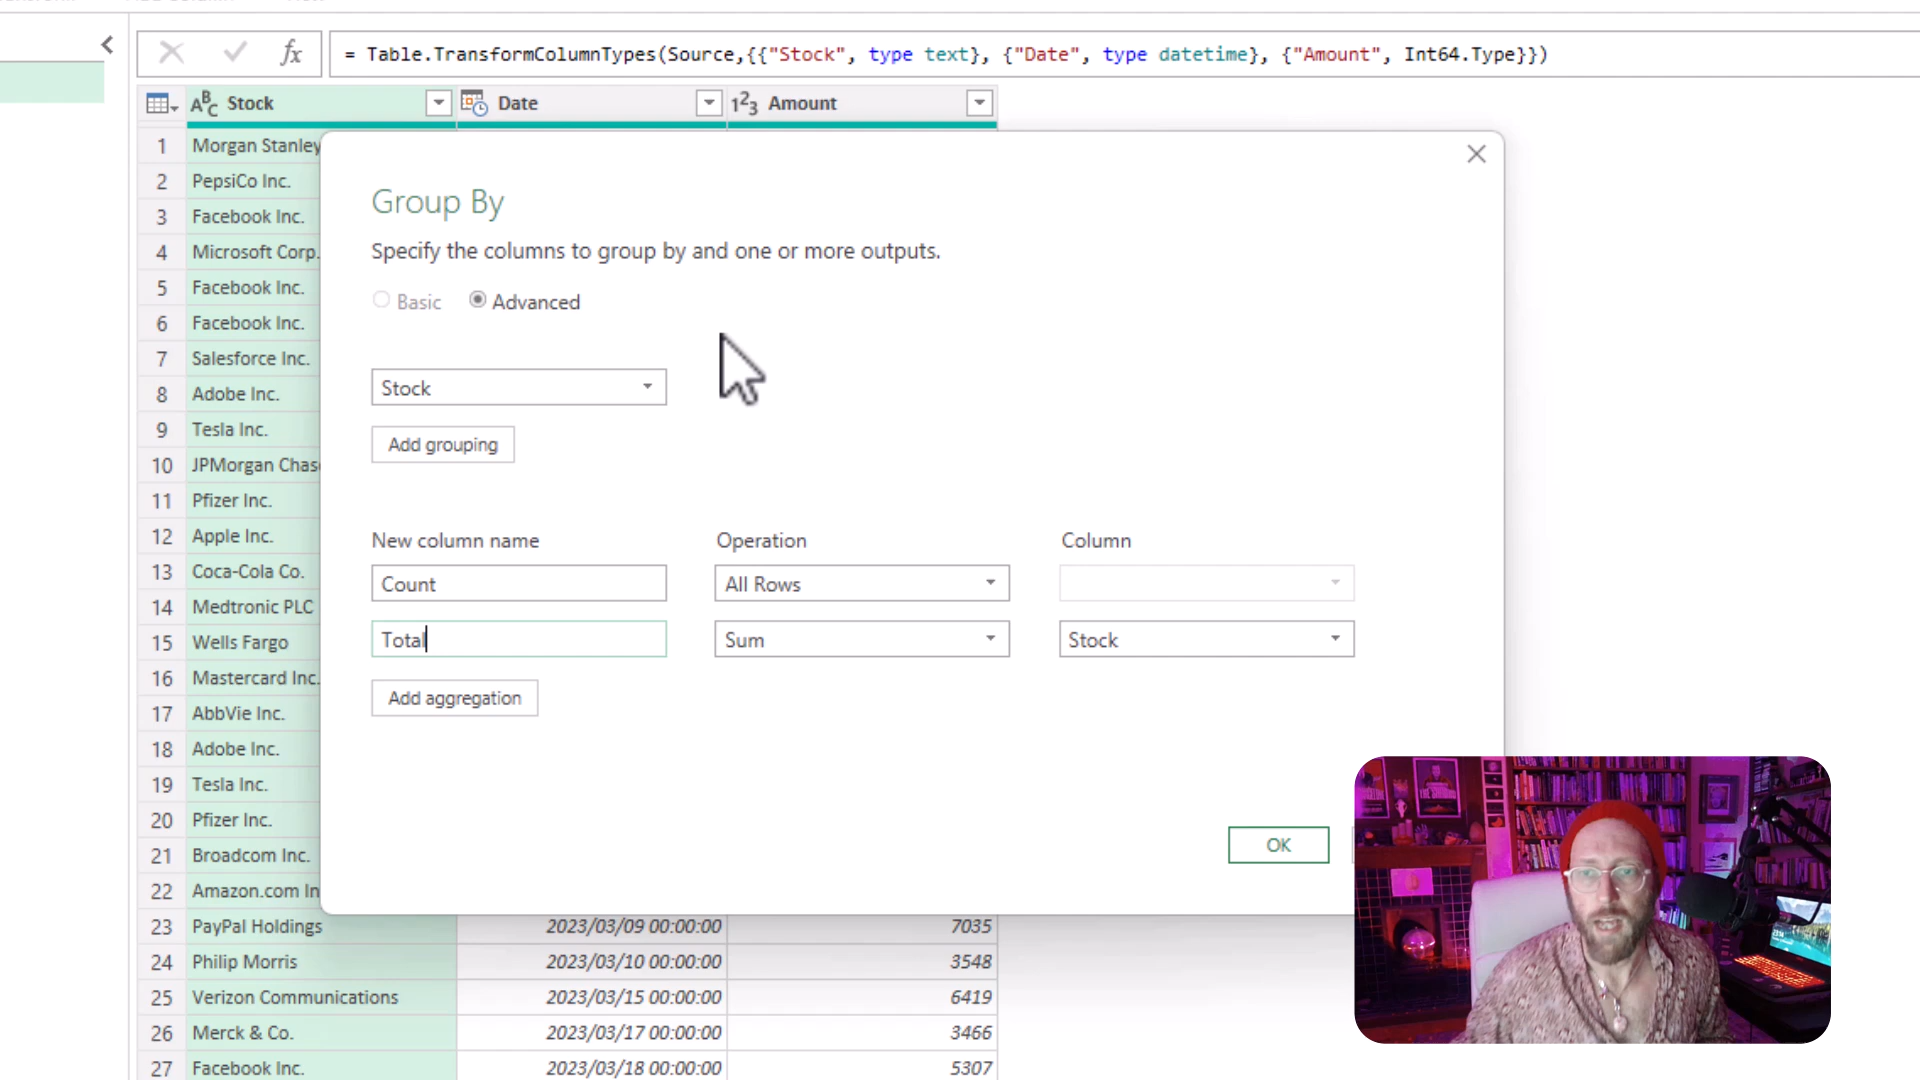 = Table.TransformColumnTypes(Source,{{"Stock", type text}, {"Date", type datetime}, {"Amount", Int64.Type}})
Stock Date Amount
1 Morgan Stanley
2 PepsiCo Inc.
3 Facebook Inc.
4 Microsoft Corp.
5 Facebook Inc.
6 Facebook Inc.
7 Salesforce Inc.
8 Adobe Inc.
9 Tesla Inc.
10 JPMorgan Chas
11 Pfizer Inc.
12 Apple Inc.
13 Coca-Cola Co.
14 Medtronic PLC
15 Wells Fargo
16 Mastercard Inc.
17 AbbVie Inc.
18 Adobe Inc.
19 Tesla Inc.
20 Pfizer Inc.
21 Broadcom Inc.
22 Amazon.com In
23 PayPal Holdings 2023/03/09 00:00:00 7035
24 Philip Morris 2023/03/10 00:00:00 3548
25 Verizon Communications 2023/03/15 00:00:00 6419
26 Merck & Co. 2023/03/17 00:00:00 3466
27 Facebook Inc. 2023/03/18 00:00:00 5307
Group By
Specify the columns to group by and one or more outputs.
Basic Advanced
Stock
Add grouping
New column name Operation Column
Count All Rows
Total Sum Stock
Add aggregation
OK